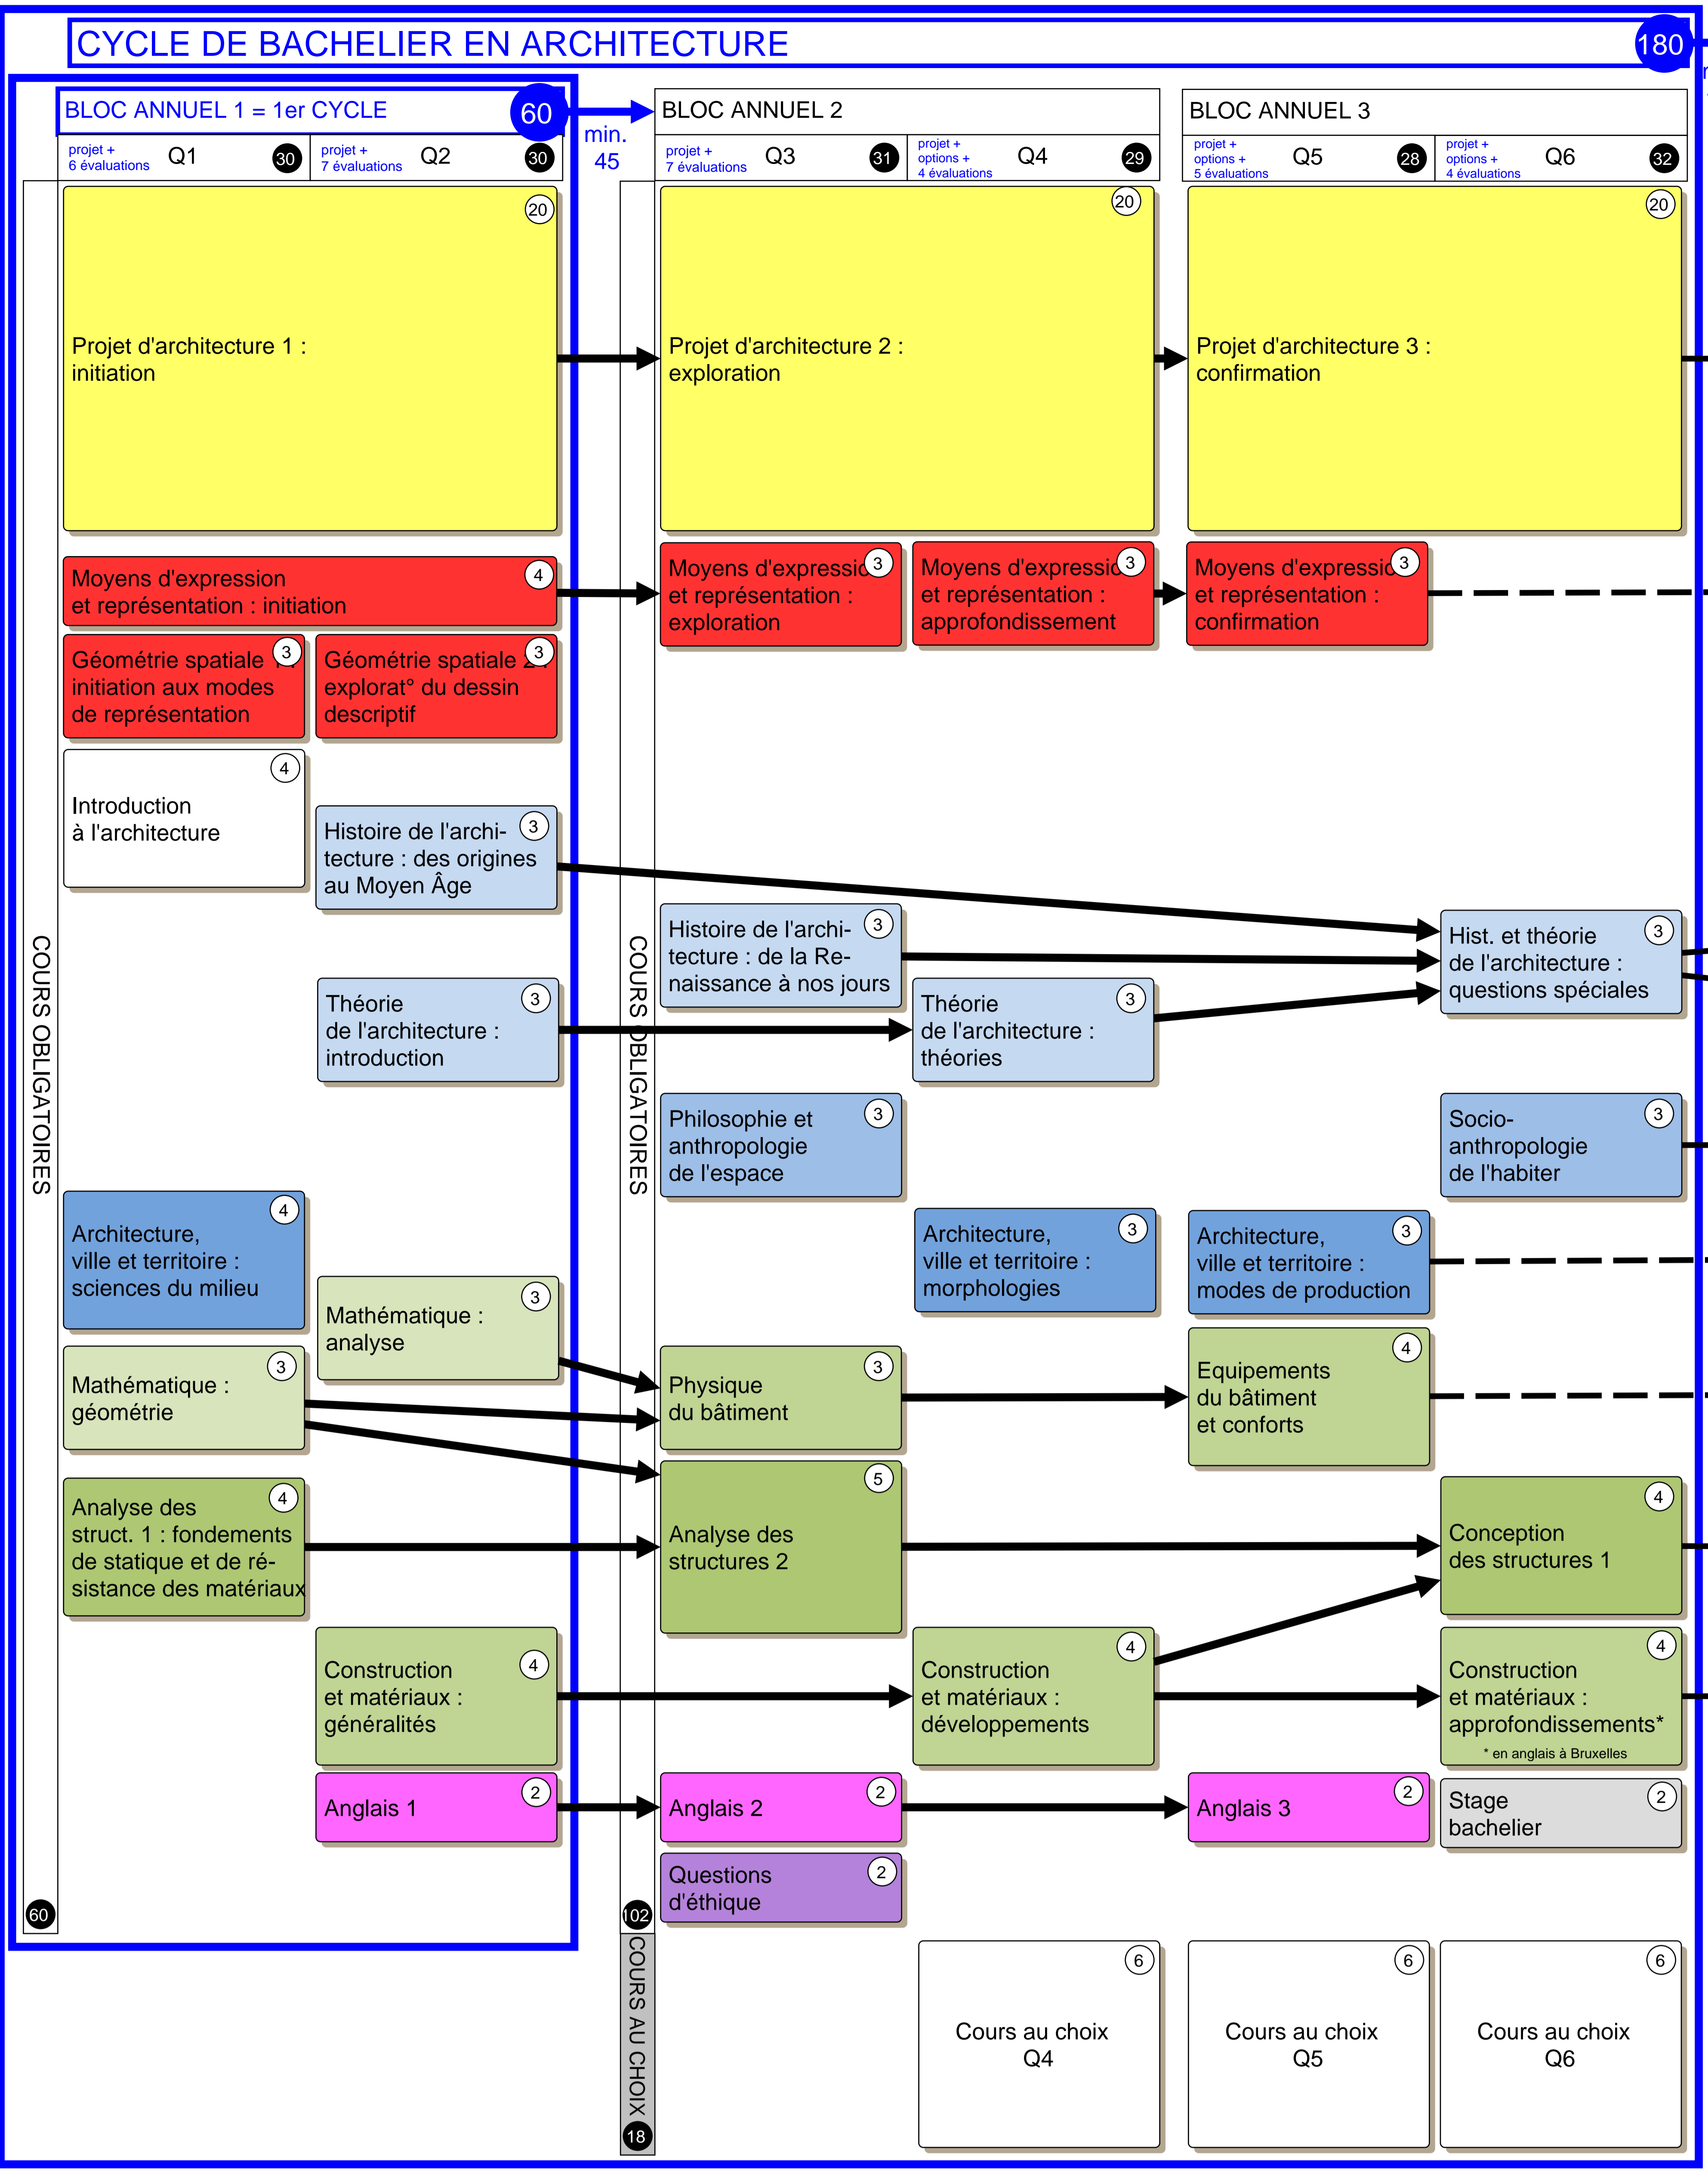 CYCLE DE BACHELIER EN ARCHITECTURE
180
BLOC ANNUEL 1 = 1er CYCLE
60
min.
45
BLOC ANNUEL 2
BLOC ANNUEL 3
projet +
6 évaluations
Q1
30
projet +
7 évaluations
Q2
30
projet +
7 évaluations
Q3
31
projet +
options +
4 évaluations
Q4
29
projet +
options +
5 évaluations
Q5
28
projet +
options +
4 évaluations
Q6
32
COURS OBLIGATOIRES
60
Projet d'architecture 1 :
initiation
20
Moyens d'expression
et représentation : initiation
4
Géométrie spatiale
initiation aux modes
de représentation
3
Géométrie spatiale 2
explorat° du dessin
descriptif
3
Introduction
à l'architecture
4
Histoire de l'archi-
tecture : des origines
au Moyen Âge
3
Théorie
de l'architecture :
introduction
3
Architecture,
ville et territoire :
sciences du milieu
4
Mathématique :
analyse
3
Mathématique :
géométrie
3
Analyse des
struct. 1 : fondements
de statique et de ré-
sistance des matériaux
4
Construction
et matériaux :
généralités
4
Anglais 1
2
COURS OBLIGATOIRES
102
Projet d'architecture 2 :
exploration
20
Moyens d'expressio
et représentation :
exploration
3
Moyens d'expressio
et représentation :
approfondissement
3
Histoire de l'archi-
tecture : de la Re-
naissance à nos jours
3
Théorie
de l'architecture :
théories
3
Philosophie et
anthropologie
de l'espace
3
Architecture,
ville et territoire :
morphologies
3
Physique
du bâtiment
3
Analyse des
structures 2
5
Construction
et matériaux :
développements
4
Anglais 2
2
Questions
d'éthique
2
Projet d'architecture 3 :
confirmation
20
Moyens d'expressio
et représentation :
confirmation
3
Hist. et théorie
de l'architecture :
questions spéciales
3
Socio-
anthropologie
de l'habiter
3
Architecture,
ville et territoire :
modes de production
3
Equipements
du bâtiment
et conforts
4
Conception
des structures 1
4
Construction
et matériaux :
approfondissements*
* en anglais à Bruxelles
4
Anglais 3
2
Stage
bachelier
2
COURS AU CHOIX
18
Cours au choix
Q4
6
Cours au choix
Q5
6
Cours au choix
Q6
6